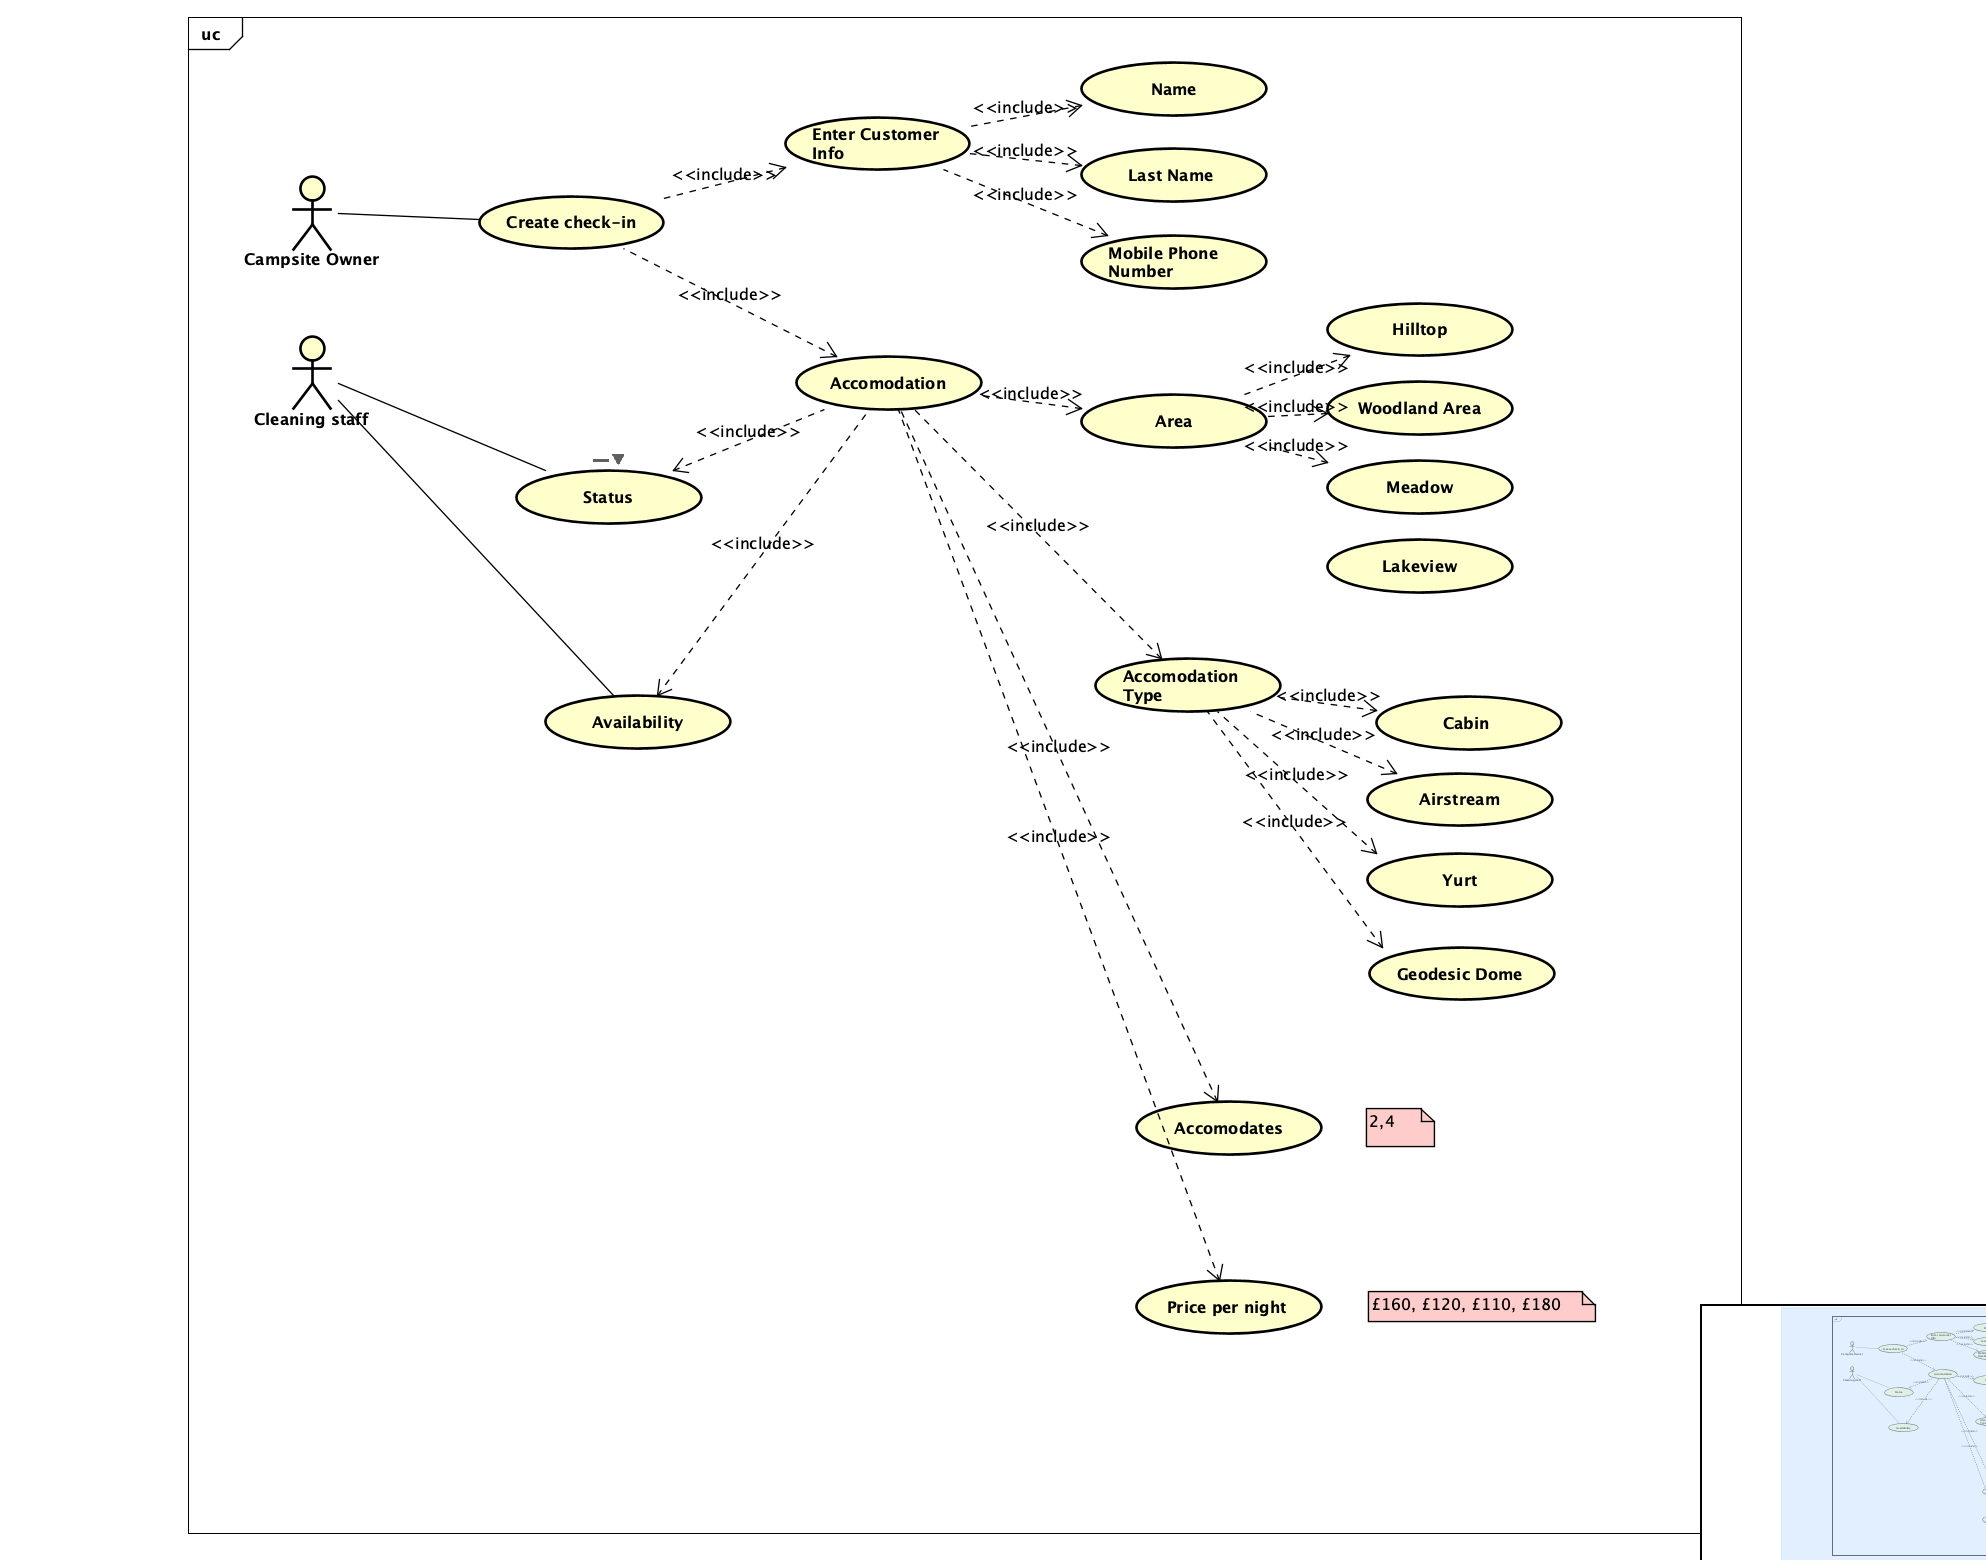 uc
<<include>>
Name
Enter Customer
Info
<<include>>
Last Name
<<include>>
<<include>>
Mobile Phone
Number
Create check-in
Campsite Owner
<<include>>
Hilltop
<<include>>
Cleaning staff
Accomodation
<<include>>
Area
<<include>>
Woodland Area
<<include>>
Meadow
<<include>>
Status
<<include>>
<<include>>
Lakeview
Accomodation
Type
<<include>>
Cabin
Availability
<<include>>
<<include>>
Airstream
<<include>>
<<include>>
<<include>>
Yurt
Geodesic Dome
Accomodates
2,4
Price per night
£160, £120, £110, £180